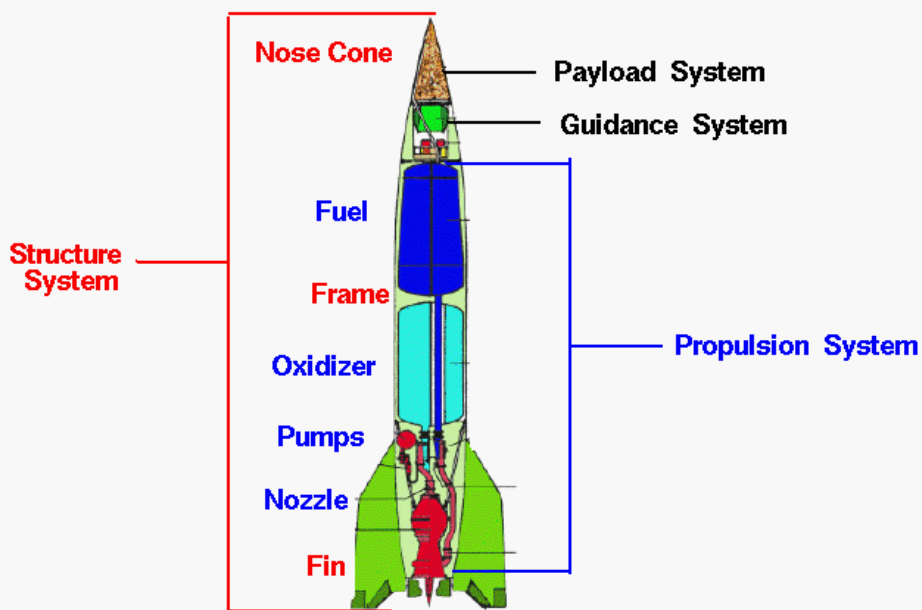 Nose Cone
Payload System
Guidance System
Fuel
Structure
System
Frame
Propulsion System
Oxidizer
Pumps
Nozzle
Fin